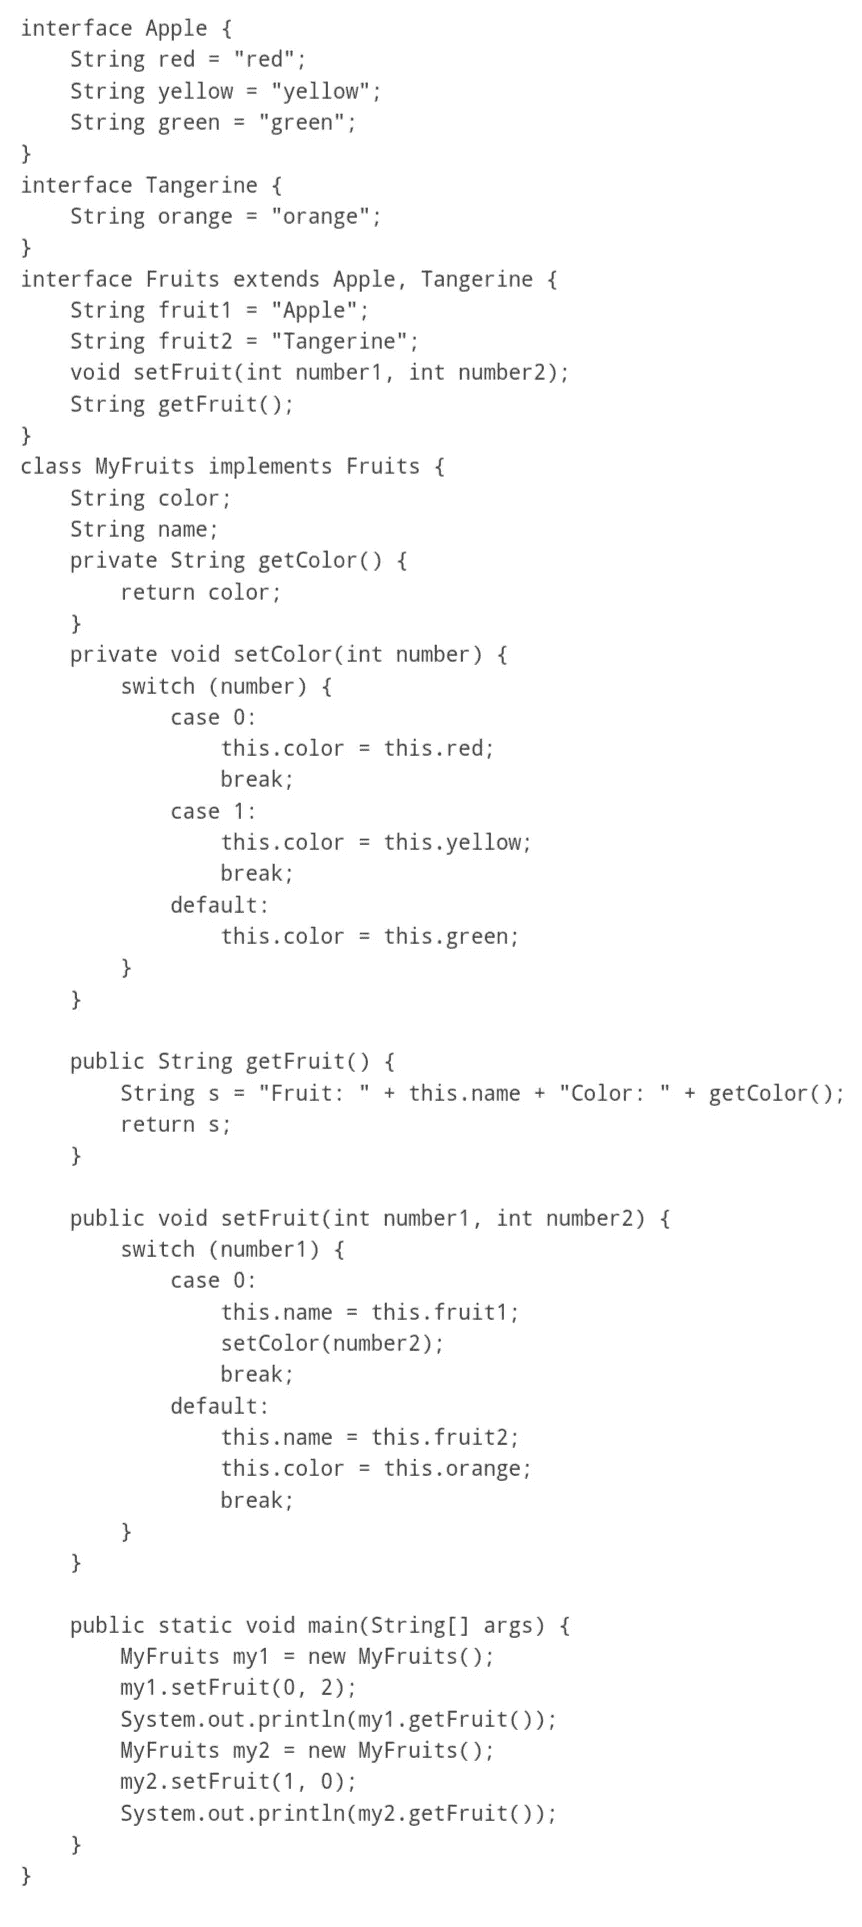 interface Apple {
    String red = "red";
    String yellow = "yellow";
    String green = "green";
}
interface Tangerine {
    String orange = "orange";
}
interface Fruits extends Apple, Tangerine {
    String fruit1 = "Apple";
    String fruit2 = "Tangerine";
    void setFruit(int number1, int number2);
    String getFruit();
}
class MyFruits implements Fruits {
    String color;
    String name;
    private String getColor() {
        return color;
    }
    private void setColor(int number) {
        switch (number) {
            case 0:
                this.color = this.red;
                break;
            case 1:
                this.color = this.yellow;
                break;
            default:
                this.color = this.green;
        }
    }

    public String getFruit() {
        String s = "Fruit: " + this.name + "Color: " + getColor();
        return s;
    }

    public void setFruit(int number1, int number2) {
        switch (number1) {
            case 0:
                this.name = this.fruit1;
                setColor(number2);
                break;
            default:
                this.name = this.fruit2;
                this.color = this.orange;
                break;
        }
    }

    public static void main(String[] args) {
        MyFruits my1 = new MyFruits();
        my1.setFruit(0, 2);
        System.out.println(my1.getFruit());
        MyFruits my2 = new MyFruits();
        my2.setFruit(1, 0);
        System.out.println(my2.getFruit());
    }
}